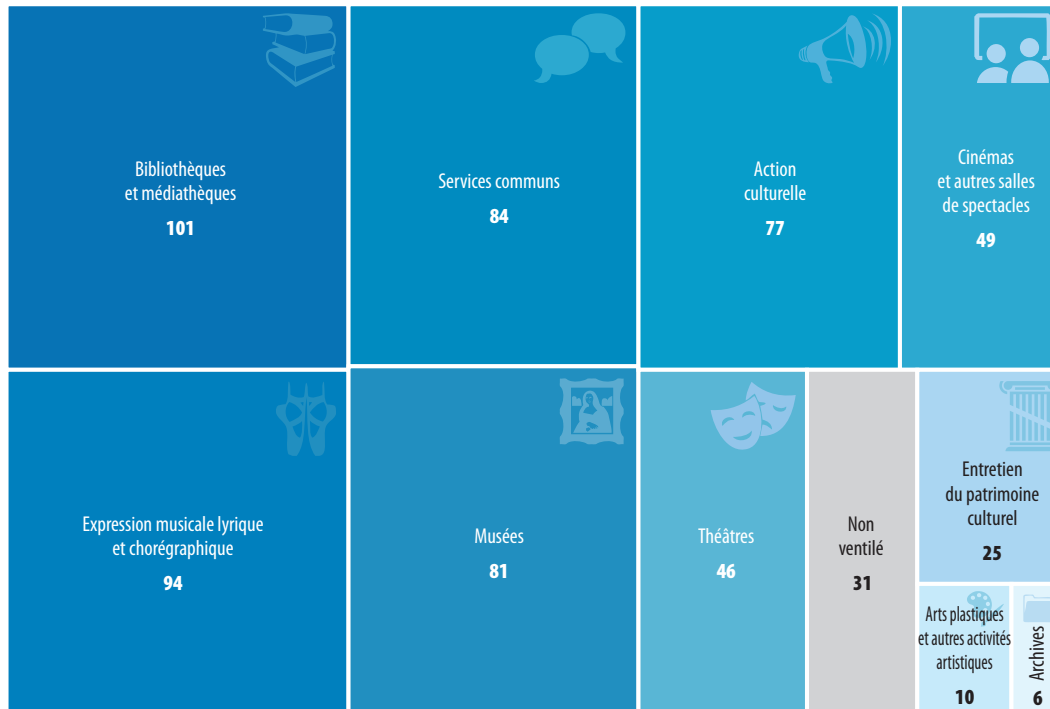 Bibliothèques
et médiathèques
101
Services communs
84
Action
culturelle
77
Cinémas
et autres salles
de spectacles
49
Expression musicale lyrique
et chorégraphique
94
Musées
81
Théâtres
46
Non
ventilé
31
Entretien
du patrimoine
culturel
25
Arts plastiques
et autres activités
artistiques
10
Archives
6